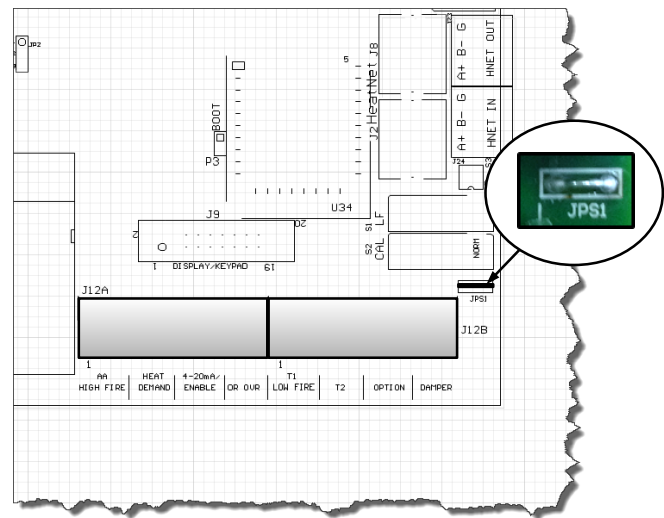 JP2
5
J8
HeatNet
J2
A+ B- G
HNET OUT
A+ B- G
HNET IN
J24
S3
BOOT
P3
U34
J9
2
20
1
19
DISPLAY/KEYPAD
S1
LF
S2
CAL
NORM
JPS1
JPS1
J12A
J12B
1
1
AA
HIGH FIRE
HEAT
DEMAND
4-20mA/
ENABLE
OR OVR
T1
LOW FIRE
T2
OPTION
DAMPER